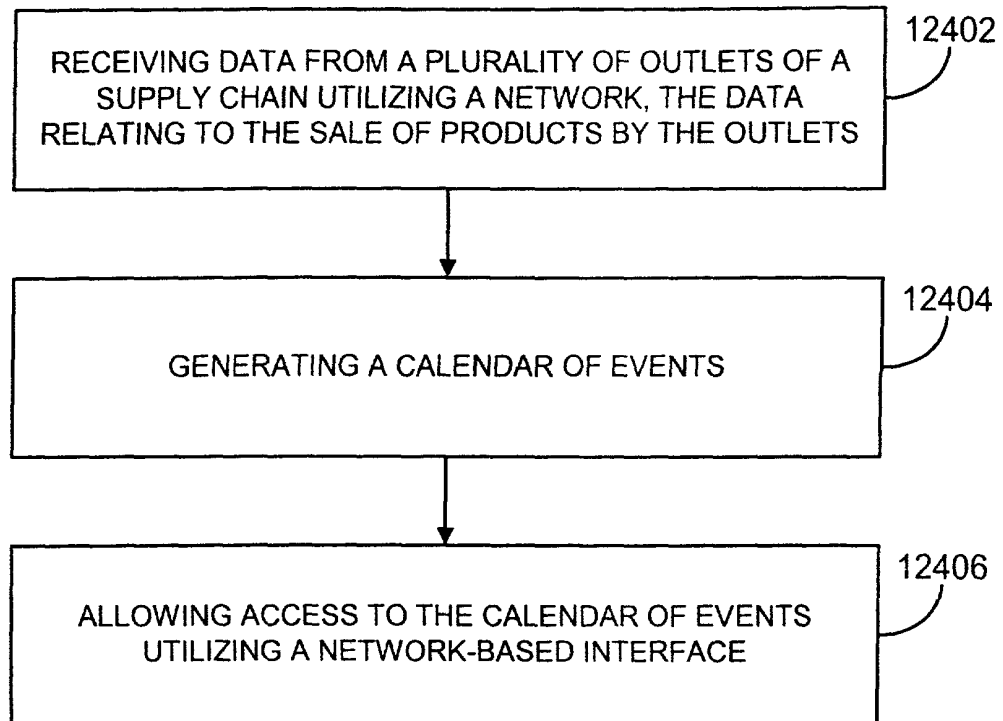 12402
RECEIVING DATA FROM A PLURALITY OF OUTLETS OF A
SUPPLY CHAIN UTILIZING A NETWORK, THE DATA
RELATING TO THE SALE OF PRODUCTS BY THE OUTLETS
12404
GENERATING A CALENDAR OF EVENTS
12406
ALLOWING ACCESS TO THE CALENDAR OF EVENTS
UTILIZING A NETWORK-BASED INTERFACE